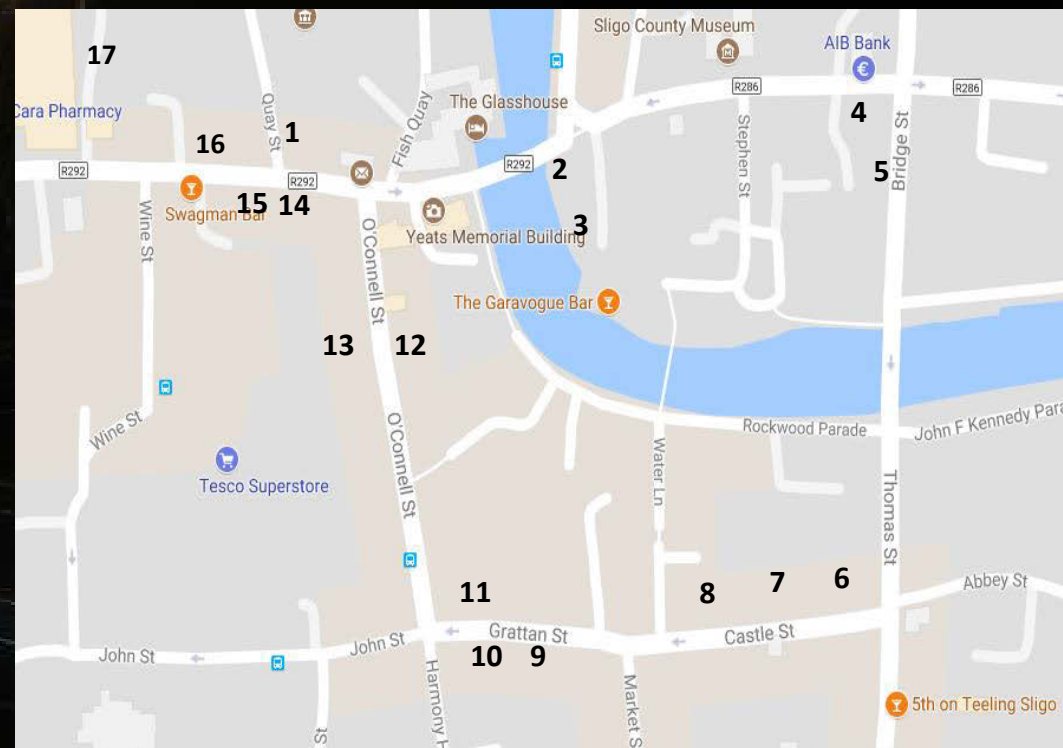 Sligo County Museum
17
AIB Bank
€
R286
R286
Cara Pharmacy
The Glasshouse
4
Quay St
Fish Quay
1
Stephen St
Bridge St
16
R292
R292
R292
2
5
Swagman Bar
15
14
Wine St
O'Connell St
Yeats Memorial Building
3
The Garavogue Bar
13
12
Wine St
O'Connell St
Rockwood Parade
John F Kennedy Para
Water Ln
Tesco Superstore
Thomas St
11
8
7
6
Abbey St
Grattan St
Castle St
John St
John St
10
9
Harmony H
Market S
5th on Teeling Sligo
St